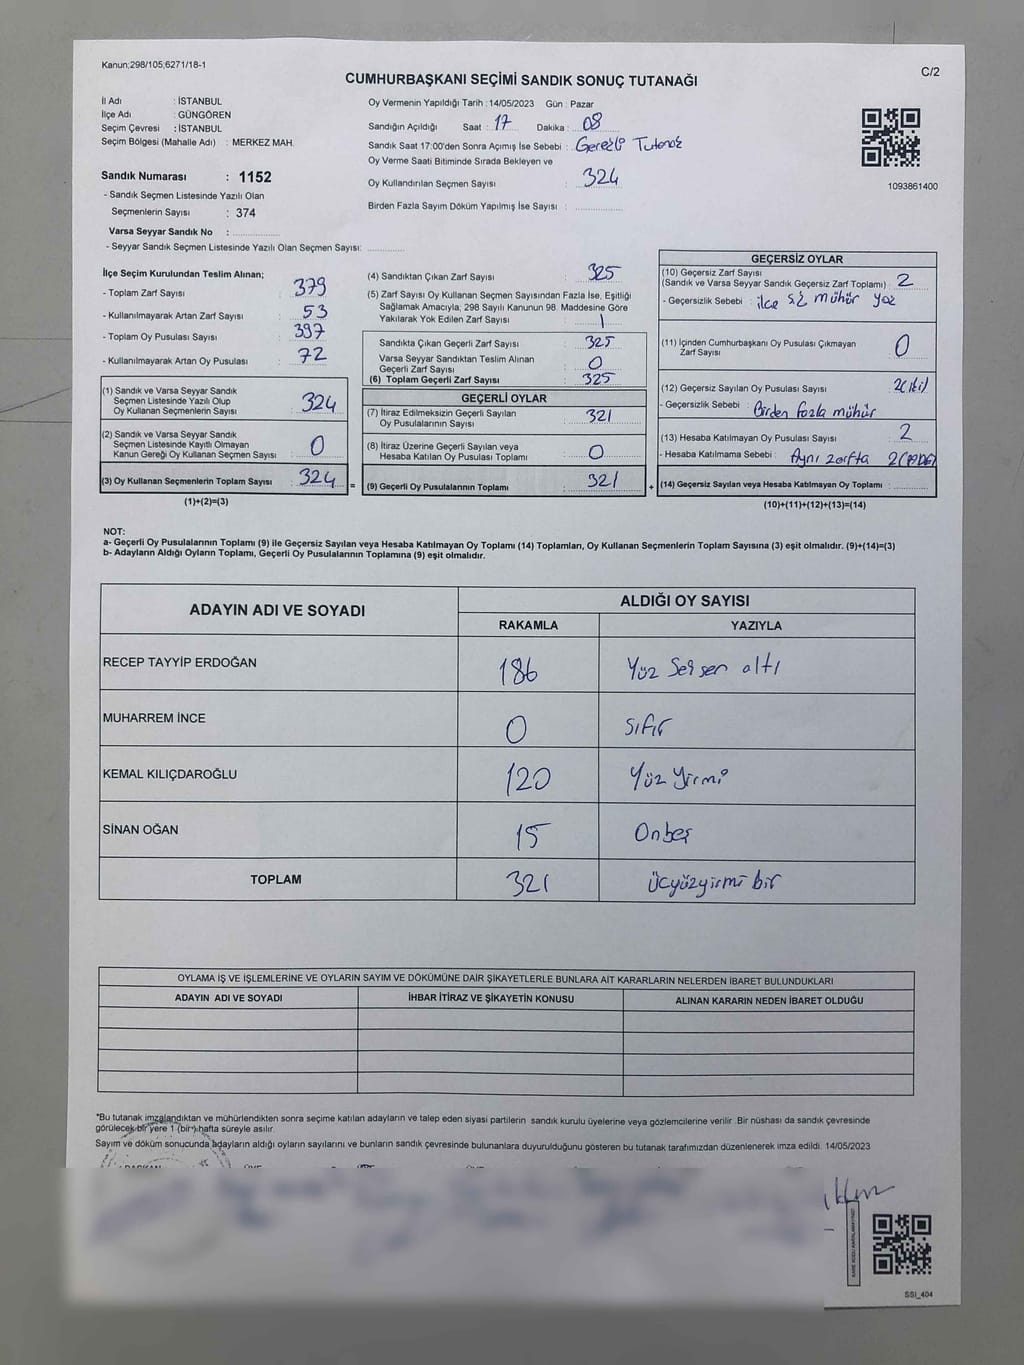 Kanun;298/105,6271/18-1
C/2
CUMHURBAŞKANI SEÇİMİ SANDIK SONUÇ TUTANAĞI
İl Adı : İSTANBUL
İlçe Adı : GÜNGÖREN
Seçim Çevresi : İSTANBUL
Seçim Bölgesi (Mahalle Adı) : MERKEZ MAH.
Sandık Numarası : 1152
- Sandık Seçmen Listesinde Yazılı Olan
Seçmenlerin Sayısı : 374
Varsa Seyyar Sandık No :
- Seyyar Sandık Seçmen Listesinde Yazılı Olan Seçmen Sayısı:
Oy Vermenin Yapıldığı Tarih : 14/05/2023 Gün : Pazar
Sandığın Açıldığı Saat : 17 Dakika : 08
Sandık Saat 17:00'den Sonra Açımış İse Sebebi :
Oy Verme Saati Bitiminde Sırada Bekleyen ve
Oy Kullandırılan Seçmen Sayısı : 324
Birden Fazla Sayım Döküm Yapılmış İse Sayısı :
1093861400
İlçe Seçim Kurulundan Teslim Alınan;
- Toplam Zarf Sayısı : 379
- Kullanılmayarak Artan Zarf Sayısı : 53
- Toplam Oy Pusulası Sayısı : 397
- Kullanılmayarak Artan Oy Pusulası : 72
(1) Sandık ve Varsa Seyyar Sandık
Seçmen Listesinde Yazılı Olup
Oy Kullanan Seçmenlerin Sayısı : 324
(2) Sandık ve Varsa Seyyar Sandık
Seçmen Listesinde Kayıtlı Olmayan
Kanun Gereği Oy Kullanan Seçmen Sayısı : 0
(3) Oy Kullanan Seçmenlerin Toplam Sayısı : 324 =
(1)+(2)=(3)
(4) Sandıktan Çıkan Zarf Sayısı : 325
(5) Zarf Sayısı Oy Kullanan Seçmen Sayısından Fazla İse, Eşitliği
Sağlamak Amacıyla, 298 Sayılı Kanunun 98. Maddesine Göre
Yakılarak Yok Edilen Zarf Sayısı : 1
Sandıkta Çıkan Geçerli Zarf Sayısı : 325
Varsa Seyyar Sandıktan Teslim Alınan
Geçerli Zarf Sayısı : 0
(6) Toplam Geçerli Zarf Sayısı : 325
GEÇERLİ OYLAR
(7) İtiraz Edilmeksizin Geçerli Sayılan
Oy Pusulalarının Sayısı : 321
(8) İtiraz Üzerine Geçerli Sayılan veya
Hesaba Katılan Oy Pusulası Toplamı : 0
(9) Geçerli Oy Pusulalarının Toplamı : 321 +
GEÇERSİZ OYLAR
(10) Geçersiz Zarf Sayısı
(Sandık ve Varsa Seyyar Sandık Geçersiz Zarf Toplamı) : 2
- Geçersizlik Sebebi : ilçe mühür yok
(11) İçinden Cumhurbaşkanı Oy Pusulası Çıkmayan
Zarf Sayısı : 0
(12) Geçersiz Sayılan Oy Pusulası Sayısı : 2(iki)
- Geçersizlik Sebebi : Birden fazla mühür
(13) Hesaba Katılmayan Oy Pusulası Sayısı : 2
- Hesaba Katılmama Sebebi : Aynı zarfta 2
(14) Geçersiz Sayılan veya Hesaba Katılmayan Oy Toplamı :
(10)+(11)+(12)+(13)=(14)
NOT:
a- Geçerli Oy Pusulalarının Toplamı (9) ile Geçersiz Sayılan veya Hesaba Katılmayan Oy Toplamı (14) Toplamları, Oy Kullanan Seçmenlerin Toplam Sayısına (3) eşit olmalıdır. (9)+(14)=(3)
b- Adayların Aldığı Oyların Toplamı, Geçerli Oy Pusulalarının Toplamına (9) eşit olmalıdır.
ADAYIN ADI VE SOYADI
ALDIĞI OY SAYISI
RAKAMLA
YAZIYLA
RECEP TAYYİP ERDOĞAN 186 Yüz Seksen altı
MUHARREM İNCE 0 Sıfır
KEMAL KILIÇDAROĞLU 120 Yüz Yirmi
SİNAN OĞAN 15 Onbeş
TOPLAM 321 Üçyüzyirmi bir
OYLAMA İŞ VE İŞLEMLERİNE VE OYLARIN SAYIM VE DÖKÜMÜNE DAİR ŞİKAYETLERLE BUNLARA AİT KARARLARIN NELERDEN İBARET BULUNDUKLARI
ADAYIN ADI VE SOYADI
İHBAR İTİRAZ VE ŞİKAYETİN KONUSU
ALINAN KARARIN NEDEN İBARET OLDUĞU
*Bu tutanak imzalandıktan ve mühürlendikten sonra seçime katılan adayların ve talep eden siyasi partilerin sandık kurulu üyelerine veya gözlemcilerine verilir .Bir nüshası da sandık çevresinde
görülecek bir yere 1 (bir) hafta süreyle asılır.
Sayım ve döküm sonucunda adayların aldığı oyların sayılarını ve bunların sandık çevresinde bulunanlara duyurulduğunu gösteren bu tutanak tarafımızdan düzenlenerek imza edildi. 14/05/2023
SSI_404